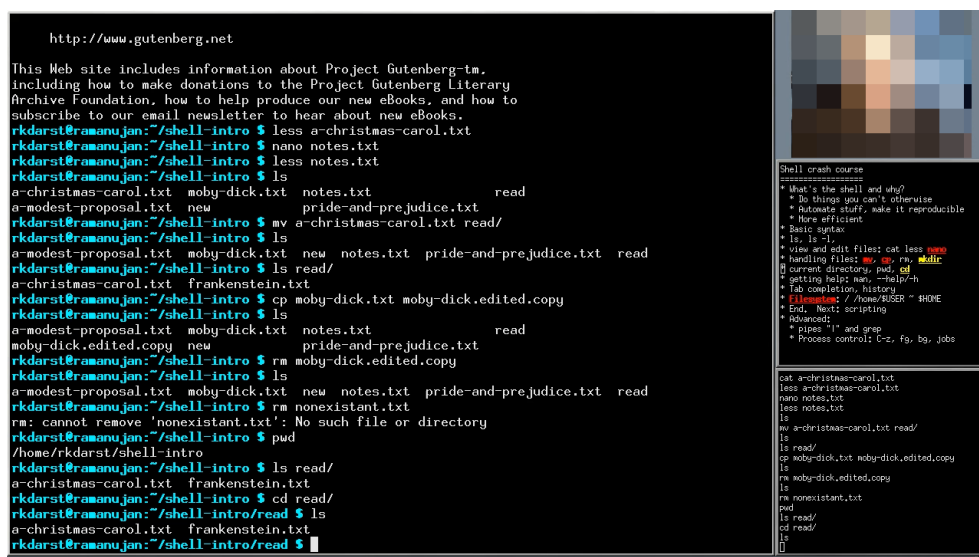 http://www.gutenberg.net
This Web site includes information about Project Gutenberg-tm,
including how to make donations to the Project Gutenberg Literary
Archive Foundation, how to help produce our new eBooks, and how to
subscribe to our email newsletter to hear about new eBooks.
rkdarst@ramanujan:~/shell-intro $ less a-christmas-carol.txt
rkdarst@ramanujan:~/shell-intro $ nano notes.txt
rkdarst@ramanujan:~/shell-intro $ less notes.txt
rkdarst@ramanujan:~/shell-intro $ ls
a-christmas-carol.txt  moby-dick.txt  notes.txt                read
a-modest-proposal.txt  new            pride-and-prejudice.txt
rkdarst@ramanujan:~/shell-intro $ mv a-christmas-carol.txt read/
rkdarst@ramanujan:~/shell-intro $ ls
a-modest-proposal.txt  moby-dick.txt  new  notes.txt  pride-and-prejudice.txt  read
rkdarst@ramanujan:~/shell-intro $ ls read/
a-christmas-carol.txt  frankenstein.txt
rkdarst@ramanujan:~/shell-intro $ cp moby-dick.txt moby-dick.edited.copy
rkdarst@ramanujan:~/shell-intro $ ls
a-modest-proposal.txt  moby-dick.txt  notes.txt                read
moby-dick.edited.copy  new            pride-and-prejudice.txt
rkdarst@ramanujan:~/shell-intro $ rm moby-dick.edited.copy
rkdarst@ramanujan:~/shell-intro $ ls
a-modest-proposal.txt  moby-dick.txt  new  notes.txt  pride-and-prejudice.txt  read
rkdarst@ramanujan:~/shell-intro $ rm nonexistant.txt
rm: cannot remove 'nonexistant.txt': No such file or directory
rkdarst@ramanujan:~/shell-intro $ pwd
/home/rkdarst/shell-intro
rkdarst@ramanujan:~/shell-intro $ ls read/
a-christmas-carol.txt  frankenstein.txt
rkdarst@ramanujan:~/shell-intro $ cd read/
rkdarst@ramanujan:~/shell-intro/read $ ls
a-christmas-carol.txt  frankenstein.txt
rkdarst@ramanujan:~/shell-intro/read $
Shell crash course
==================
* What's the shell and why?
  * Do things you can't otherwise
  * Automate stuff, make it reproducible
  * More efficient
* Basic syntax
* ls, ls -l,
* view and edit files: cat less nano
* handling files: mv, cp, rm, mkdir
* current directory, pwd, cd
* getting help: man, --help/-h
* Tab completion, history
* Filesystem: / /home/$USER ~ $HOME
* End.  Next: scripting
* Advanced:
  * pipes "|" and grep
  * Process control: C-z, fg, bg, jobs
cat a-christmas-carol.txt
less a-christmas-carol.txt
nano notes.txt
less notes.txt
ls
mv a-christmas-carol.txt read/
ls
ls read/
cp moby-dick.txt moby-dick.edited.copy
ls
rm moby-dick.edited.copy
ls
rm nonexistant.txt
pwd
ls read/
cd read/
ls